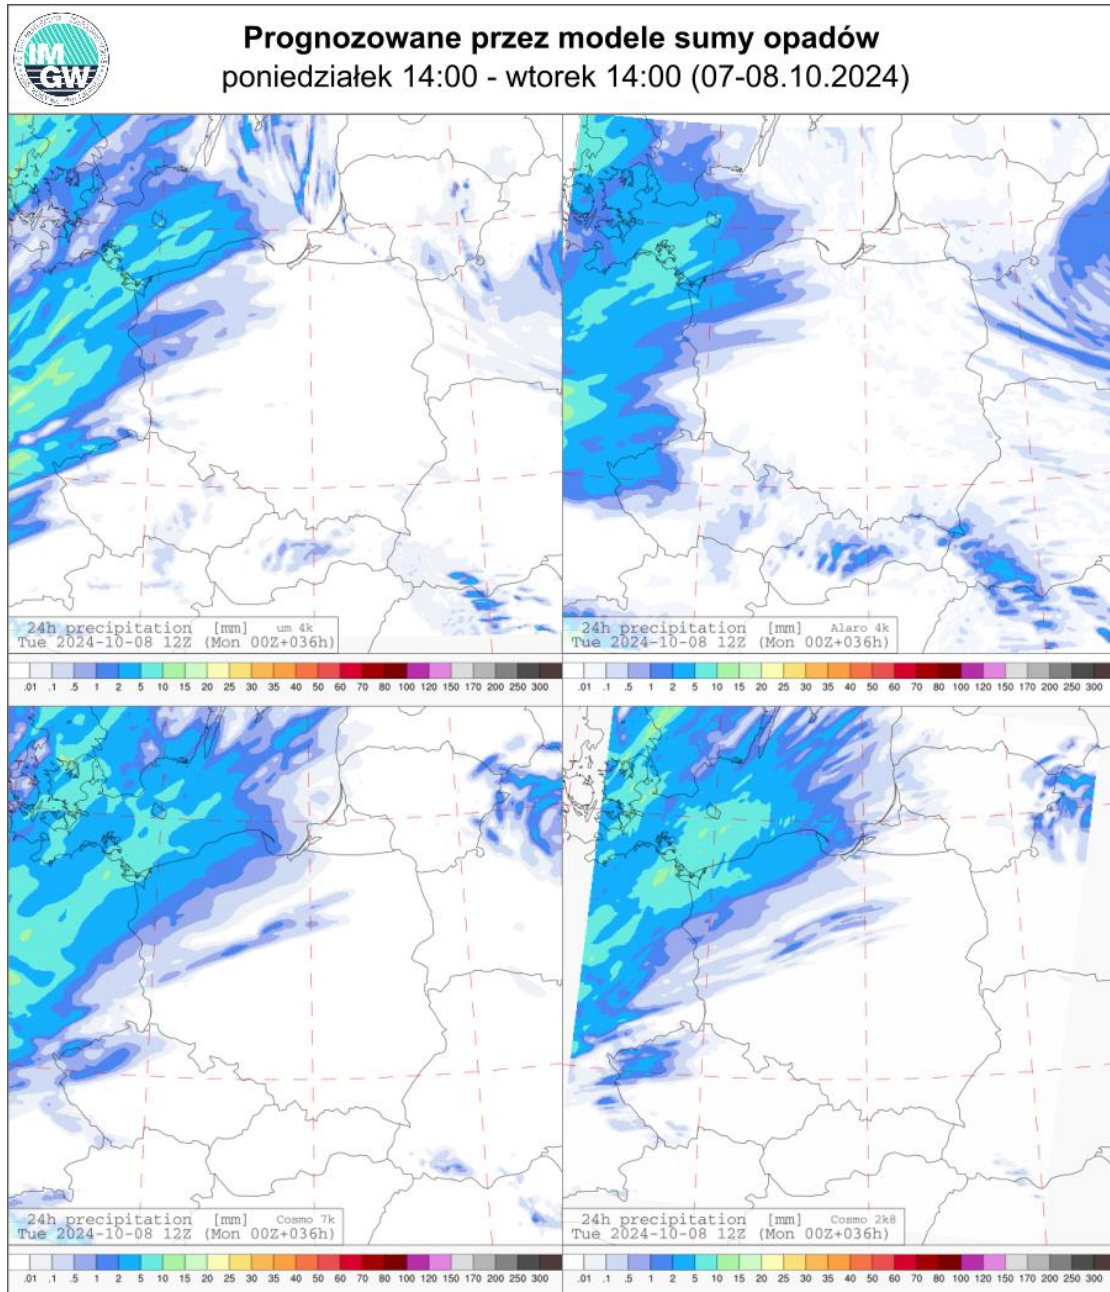 IM
GW
Prognozowane przez modele sumy opadów
poniedziałek 14:00 - wtorek 14:00 (07-08.10.2024)
24h precipitation [mm] um 4k
Tue 2024-10-08 12Z (Mon 00Z+036h)
24h precipitation [mm] Alaro 4k
Tue 2024-10-08 12Z (Mon 00Z+036h)
.01 .1 .5 1 2 5 10 15 20 25 30 35 40 50 60 70 80 100 120 150 170 200 250 300
.01 .1 .5 1 2 5 10 15 20 25 30 35 40 50 60 70 80 100 120 150 170 200 250 300
24h precipitation [mm] Cosmo 7k
Tue 2024-10-08 12Z (Mon 00Z+036h)
24h precipitation [mm] Cosmo 2k8
Tue 2024-10-08 12Z (Mon 00Z+036h)
.01 .1 .5 1 2 5 10 15 20 25 30 35 40 50 60 70 80 100 120 150 170 200 250 300
.01 .1 .5 1 2 5 10 15 20 25 30 35 40 50 60 70 80 100 120 150 170 200 250 300